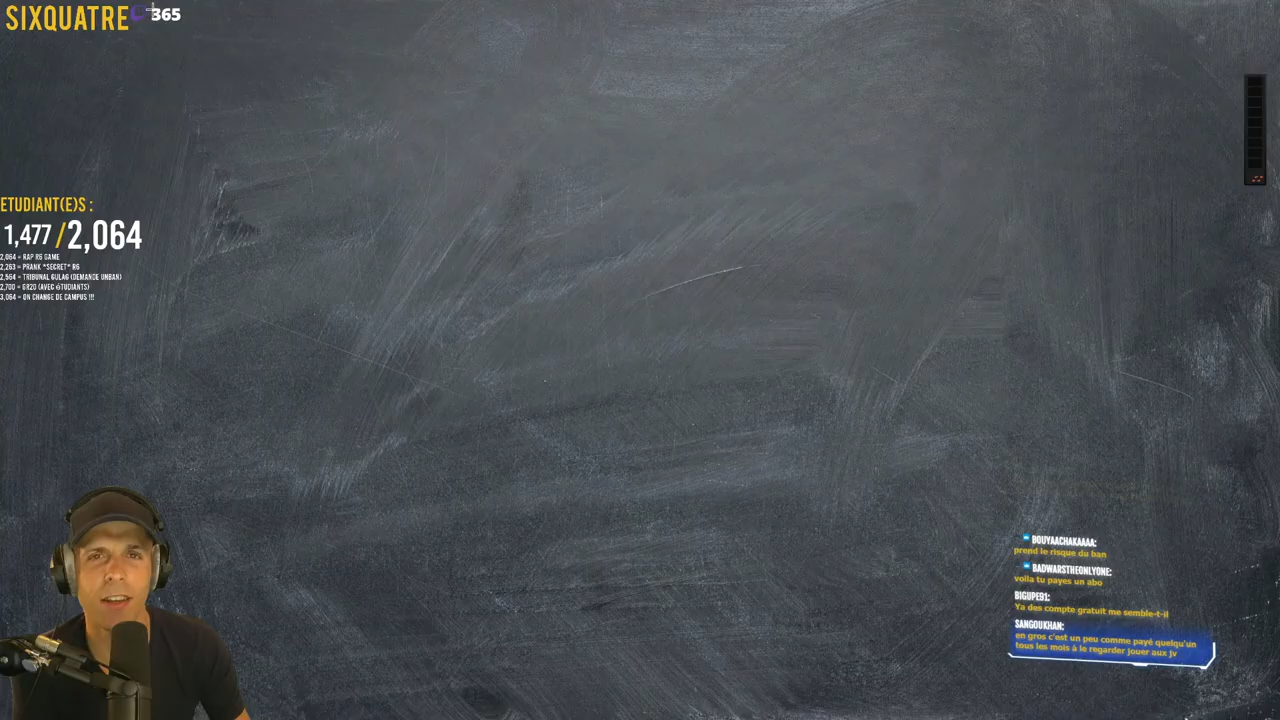 SIXQUATRE 365
ETUDIANT(E)S :
1,477 / 2,064
2,064 = RAP R6 GAME
2,263 = PRANK *SECRET* R6
2,564 = TRIBUNAL GULAG (DEMANDE UNBAN)
2,700 = GR20 (AVEC ÉTUDIANTS)
3,064 = ON CHANGE DE CAMPUS !!!
BOUYAACHAKAAAA:
prend le risque du ban
BADWARSTHEONLYONE:
voila tu payes un abo
BIGUPE91:
Ya des compte gratuit me semble-t-il
SANGOUKHAN:
en gros c'est un peu comme payé quelqu'un
tous les mois à le regarder jouer aux jv